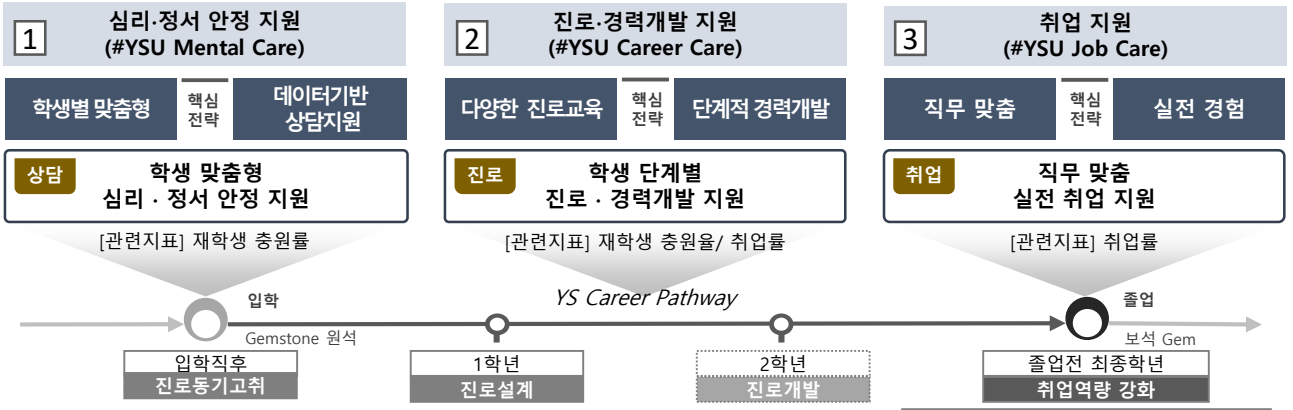 1
심리·정서 안정 지원
(#YSU Mental Care)
학생별 맞춤형
핵심
전략
데이터기반
상담지원
상담
학생 맞춤형
심리 · 정서 안정 지원
[관련지표] 재학생 충원률
2
진로·경력개발 지원
(#YSU Career Care)
다양한 진로교육
핵심
전략
단계적 경력개발
진로
학생 단계별
진로 · 경력개발 지원
[관련지표] 재학생 충원율/ 취업률
3
취업 지원
(#YSU Job Care)
직무 맞춤
핵심
전략
실전 경험
취업
직무 맞춤
실전 취업 지원
[관련지표] 취업률
입학
YS Career Pathway
졸업
Gemstone 원석
보석 Gem
입학직후
진로동기고취
1학년
진로설계
2학년
진로개발
졸업전 최종학년
취업역량 강화